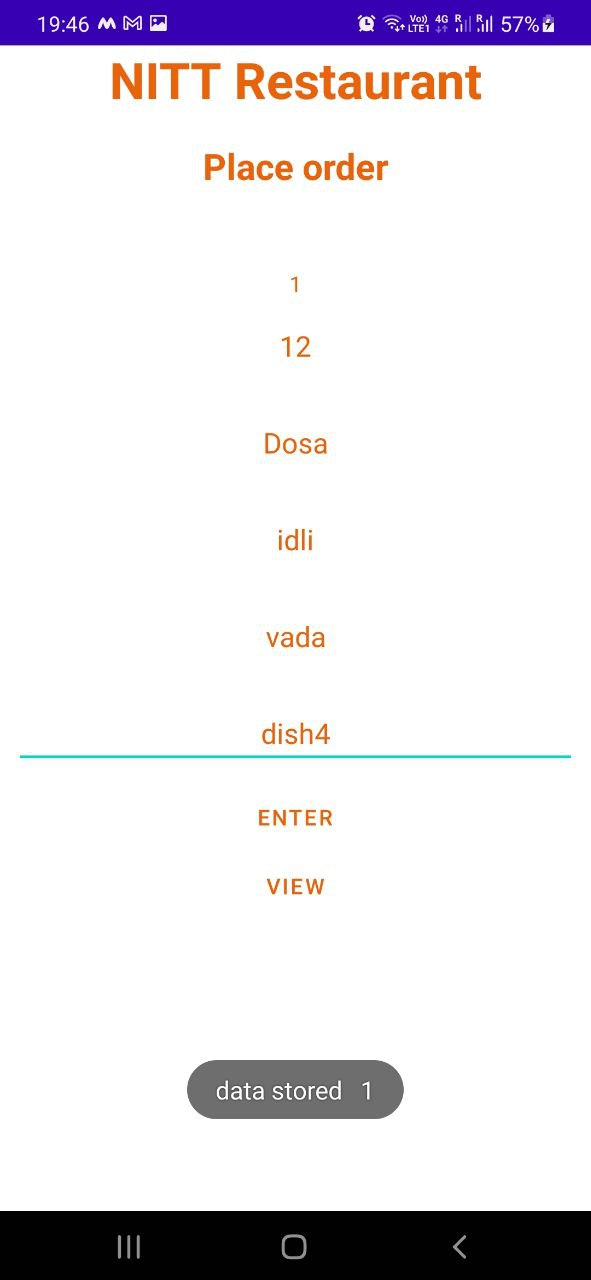 19:46 Vo)) LTE1 4G R R 57%
NITT Restaurant
Place order
1
12
Dosa
idli
vada
dish4
ENTER
VIEW
data stored 1